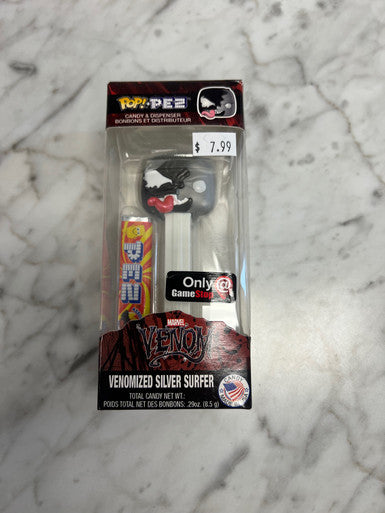 POP! PEZ
CANDY & DISPENSER
BONBONS ET DISTRIBUTEUR
$ 7.99
PEZ
Only @
GameStop
MARVEL
VENOM
VENOMIZED SILVER SURFER
TOTAL CANDY NET WT.:
POIDS TOTAL NET DES BONBONS: .29oz. (8.5 g)